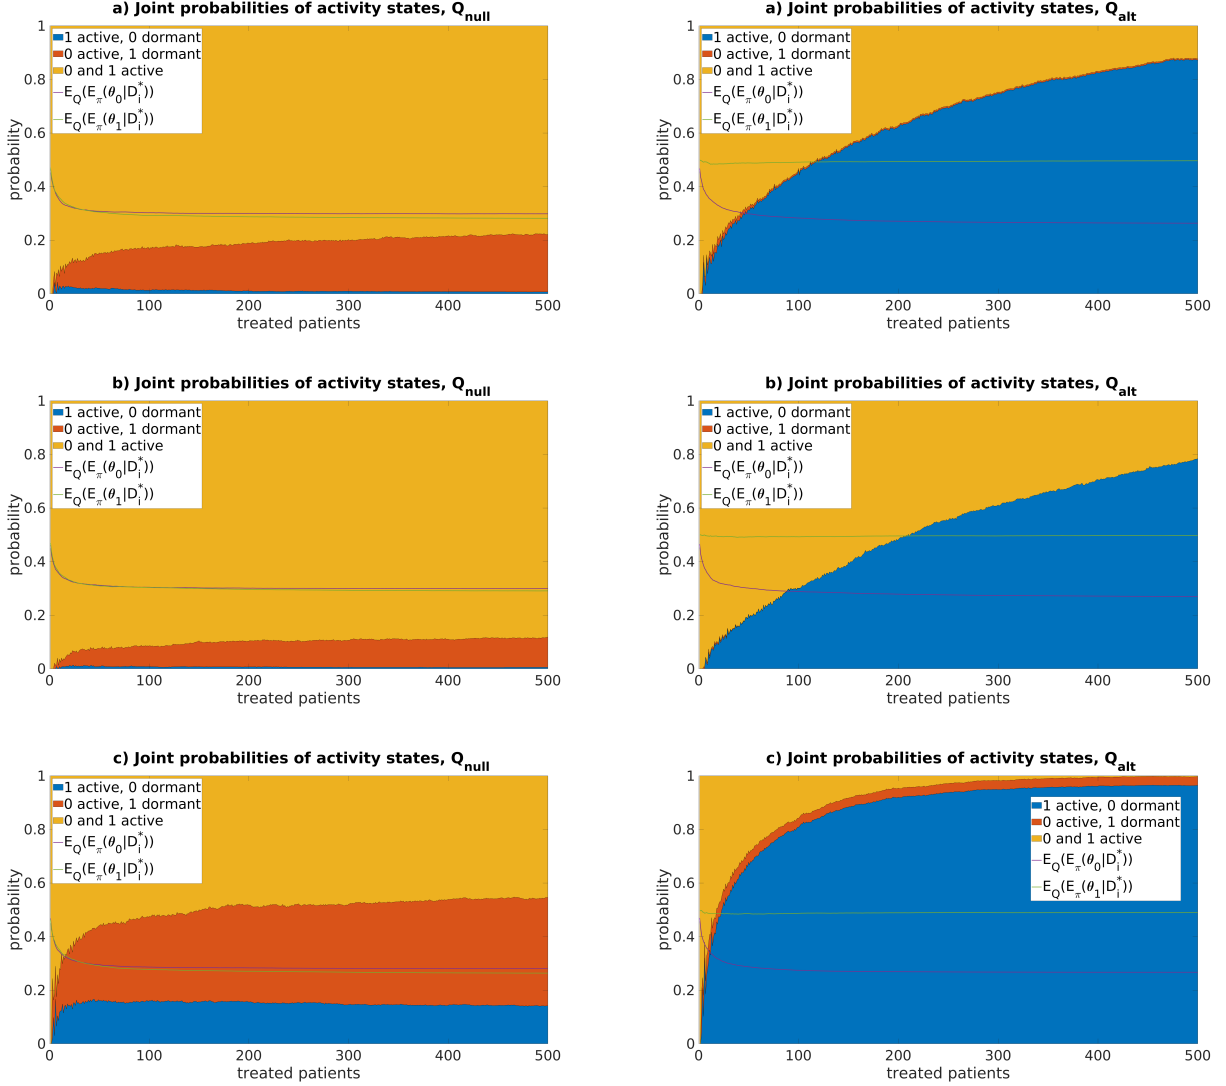 a) Joint probabilities of activity states, Q_null
probability
1
0.8
0.6
0.4
0.2
0
1 active, 0 dormant
0 active, 1 dormant
0 and 1 active
E_Q(E_π(θ_0|D_i^*))
E_Q(E_π(θ_1|D_i^*))
0 100 200 300 400 500
treated patients
a) Joint probabilities of activity states, Q_alt
probability
1
0.8
0.6
0.4
0.2
0
1 active, 0 dormant
0 active, 1 dormant
0 and 1 active
E_Q(E_π(θ_0|D_i^*))
E_Q(E_π(θ_1|D_i^*))
0 100 200 300 400 500
treated patients
b) Joint probabilities of activity states, Q_null
probability
1
0.8
0.6
0.4
0.2
0
1 active, 0 dormant
0 active, 1 dormant
0 and 1 active
E_Q(E_π(θ_0|D_i^*))
E_Q(E_π(θ_1|D_i^*))
0 100 200 300 400 500
treated patients
b) Joint probabilities of activity states, Q_alt
probability
1
0.8
0.6
0.4
0.2
0
1 active, 0 dormant
0 active, 1 dormant
0 and 1 active
E_Q(E_π(θ_0|D_i^*))
E_Q(E_π(θ_1|D_i^*))
0 100 200 300 400 500
treated patients
c) Joint probabilities of activity states, Q_null
probability
1
0.8
0.6
0.4
0.2
0
1 active, 0 dormant
0 active, 1 dormant
0 and 1 active
E_Q(E_π(θ_0|D_i^*))
E_Q(E_π(θ_1|D_i^*))
0 100 200 300 400 500
treated patients
c) Joint probabilities of activity states, Q_alt
probability
1
0.8
0.6
0.4
0.2
0
1 active, 0 dormant
0 active, 1 dormant
0 and 1 active
E_Q(E_π(θ_0|D_i^*))
E_Q(E_π(θ_1|D_i^*))
0 100 200 300 400 500
treated patients